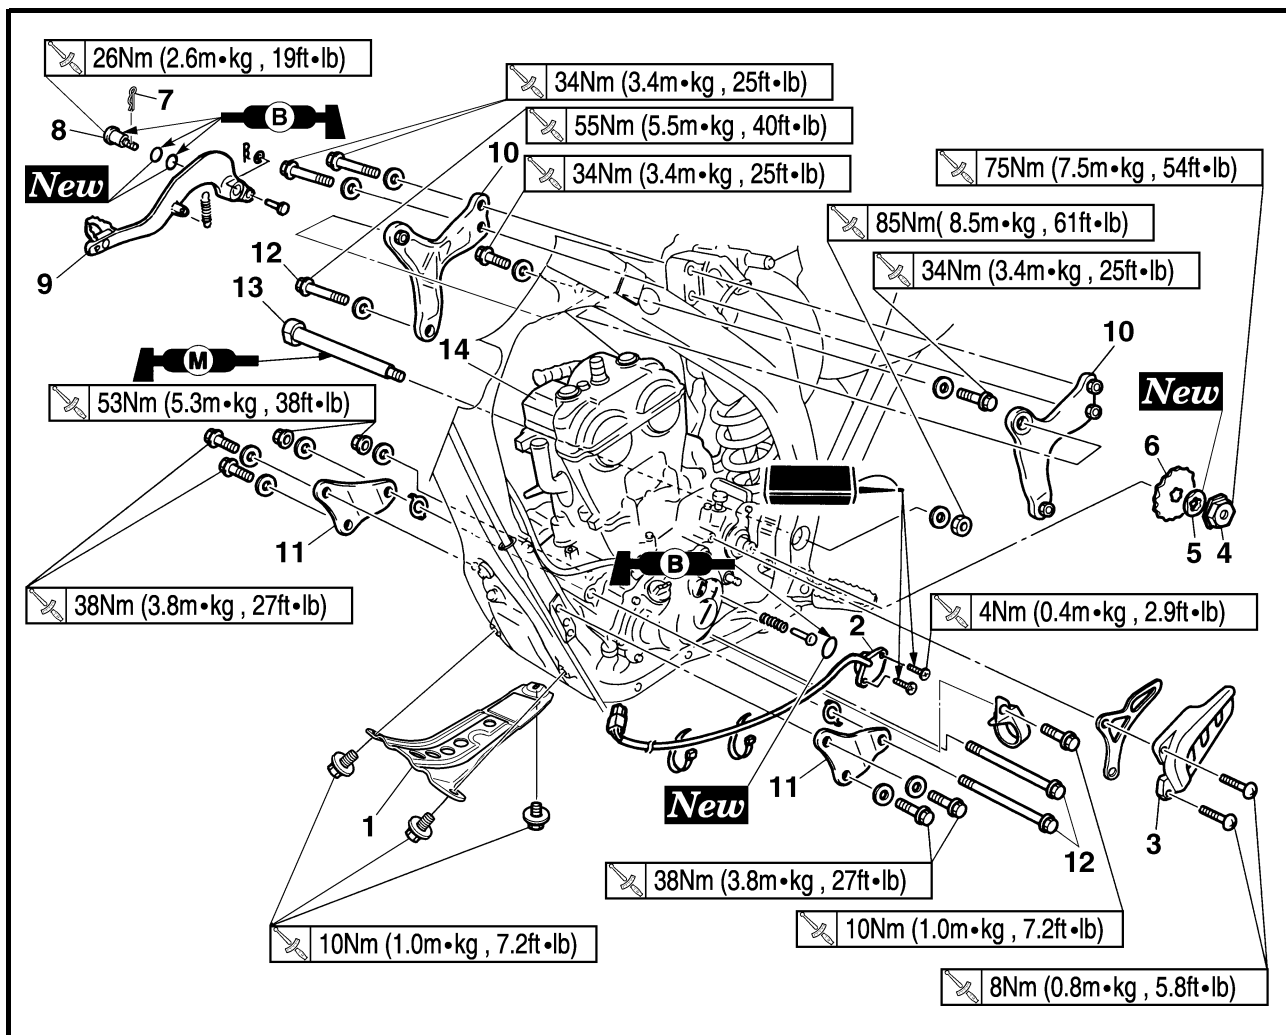 26Nm (2.6m•kg , 19ft•lb)
34Nm (3.4m•kg , 25ft•lb)
7
8
B
55Nm (5.5m•kg , 40ft•lb)
10
34Nm (3.4m•kg , 25ft•lb)
75Nm (7.5m•kg , 54ft•lb)
New
85Nm( 8.5m•kg , 61ft•lb)
12
34Nm (3.4m•kg , 25ft•lb)
9
13
14
10
M
New
53Nm (5.3m•kg , 38ft•lb)
6
11
5
4
B
38Nm (3.8m•kg , 27ft•lb)
4Nm (0.4m•kg , 2.9ft•lb)
2
11
New
1
3
12
38Nm (3.8m•kg , 27ft•lb)
10Nm (1.0m•kg , 7.2ft•lb)
10Nm (1.0m•kg , 7.2ft•lb)
8Nm (0.8m•kg , 5.8ft•lb)